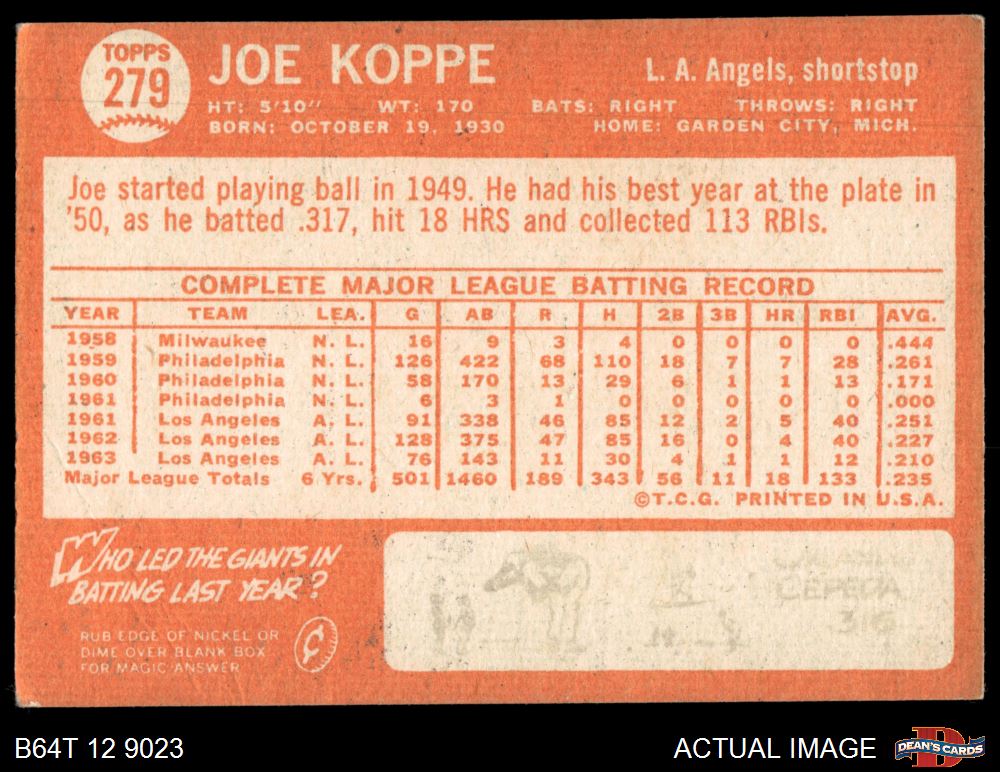 TOPPS
279
JOE KOPPE
L. A. Angels, shortstop
HT: 5'10" WT: 170 BATS: RIGHT THROWS: RIGHT
BORN: OCTOBER 19, 1930 HOME: GARDEN CITY, MICH.
Joe started playing ball in 1949. He had his best year at the plate in
'50, as he batted .317, hit 18 HRS and collected 113 RBIs.
COMPLETE MAJOR LEAGUE BATTING RECORD
YEAR TEAM LEA. G AB R H 2B 3B HR RBI AVG.
1958 Milwaukee N. L. 16 9 3 4 0 0 0 0 .444
1959 Philadelphia N. L. 126 422 68 110 18 7 7 28 .261
1960 Philadelphia N. L. 58 170 13 29 6 1 1 13 .171
1961 Philadelphia N. L. 6 3 1 0 0 0 0 0 .000
1961 Los Angeles A. L. 91 338 46 85 12 2 5 40 .251
1962 Los Angeles A. L. 128 375 47 85 16 0 4 40 .227
1963 Los Angeles A. L. 76 143 11 30 4 1 1 12 .210
Major League Totals 6 Yrs. 501 1460 189 343 56 11 18 133 .235
©T.C.G. PRINTED IN U.S.A.
WHO LED THE GIANTS IN
BATTING LAST YEAR?
RUB EDGE OF NICKEL OR
DIME OVER BLANK BOX
FOR MAGIC ANSWER
¢
CEPEDA
B64T 12 9023
ACTUAL IMAGE
D
DEAN'S CARDS